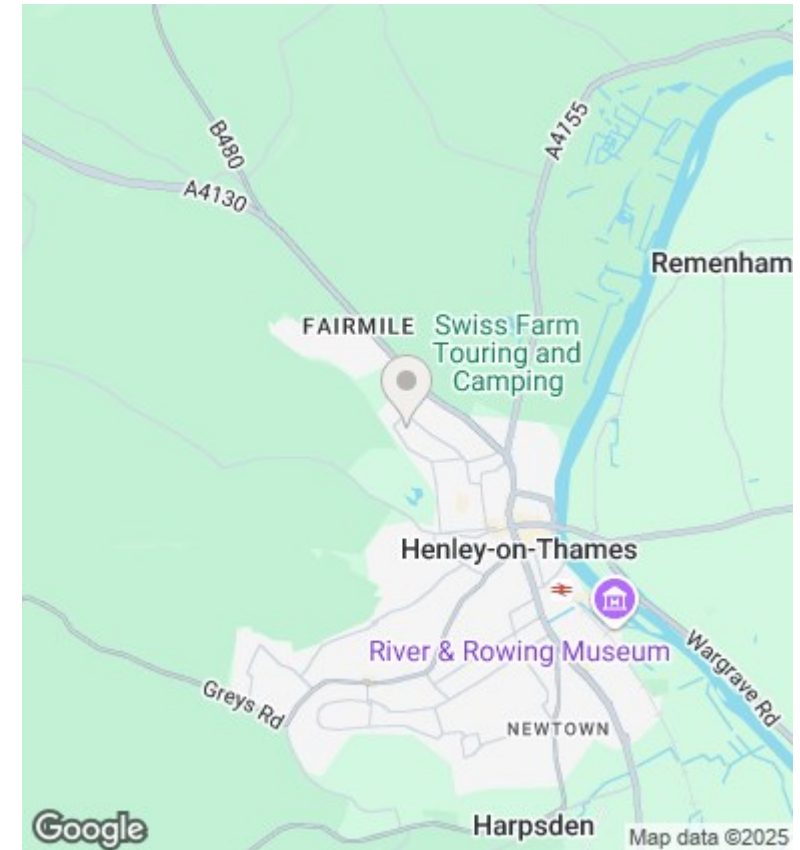 B480
A4155
A4130
Remenham
FAIRMILE
Swiss Farm
Touring and
Camping
Henley-on-Thames
River & Rowing Museum
Wargrave Rd
Greys Rd
NEWTOWN
Harpsden
Google
Map data ©2025